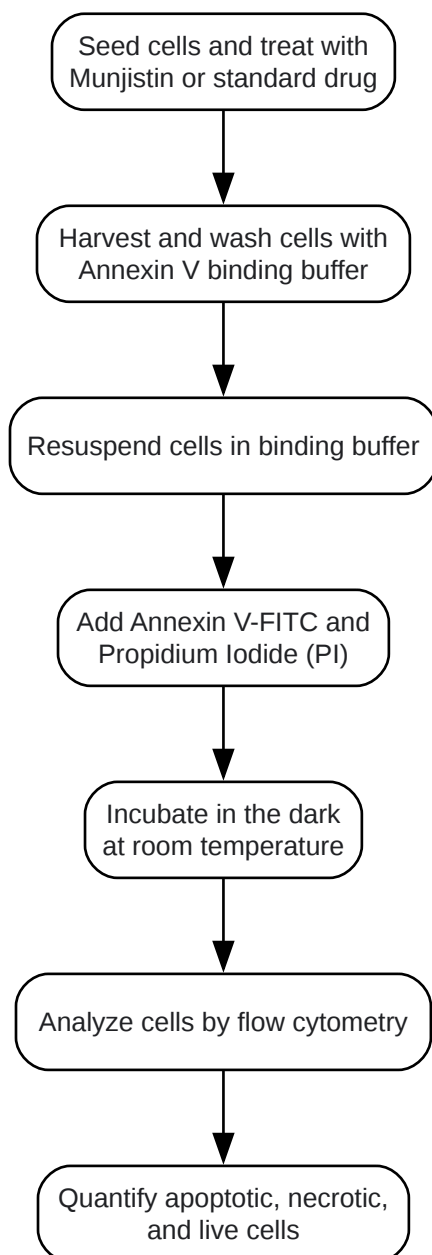 Seed cells and treat with
Munjistin or standard drug
Harvest and wash cells with
Annexin V binding buffer
Resuspend cells in binding buffer
Add Annexin V-FITC and
Propidium Iodide (PI)
Incubate in the dark
at room temperature
Analyze cells by flow cytometry
Quantify apoptotic, necrotic,
and live cells